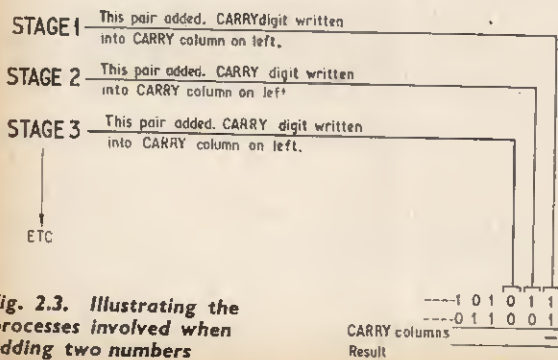 STAGE 1 This pair added. CARRY digit written
into CARRY column on left.
STAGE 2 This pair added. CARRY digit written
into CARRY column on left
STAGE 3 This pair added. CARRY digit written
into CARRY column on left.
ETC
ig. 2.3. Illustrating the
rocesses involved when
dding two numbers
----1 0 1 0 1 1
----0 1 1 0 0 1
CARRY columns
Result